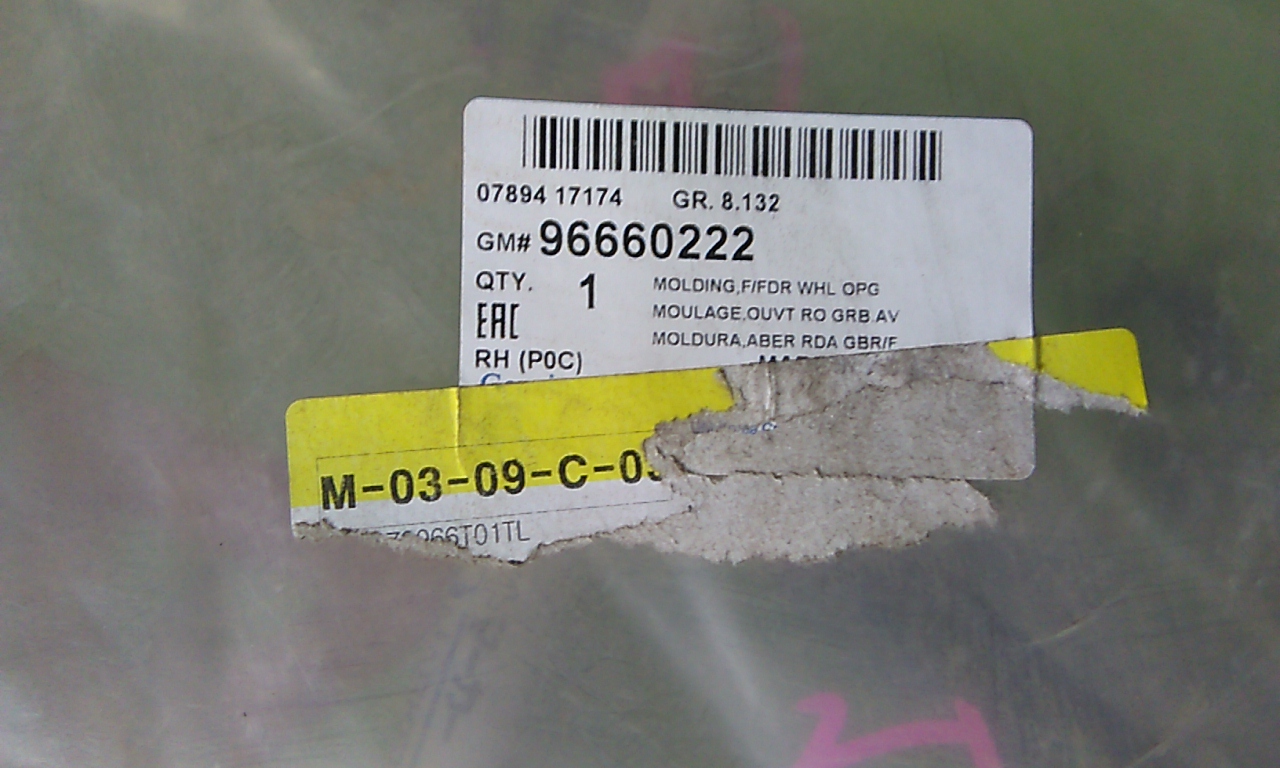 07894 17174 GR. 8.132
GM# 96660222
QTY. 1
MOLDING,F/FDR WHL OPG
MOULAGE,OUVT RO GRB.AV
MOLDURA,ABER RDA GBR/F
EAC
RH (P0C)
M-03-09-C-0
66T01TL